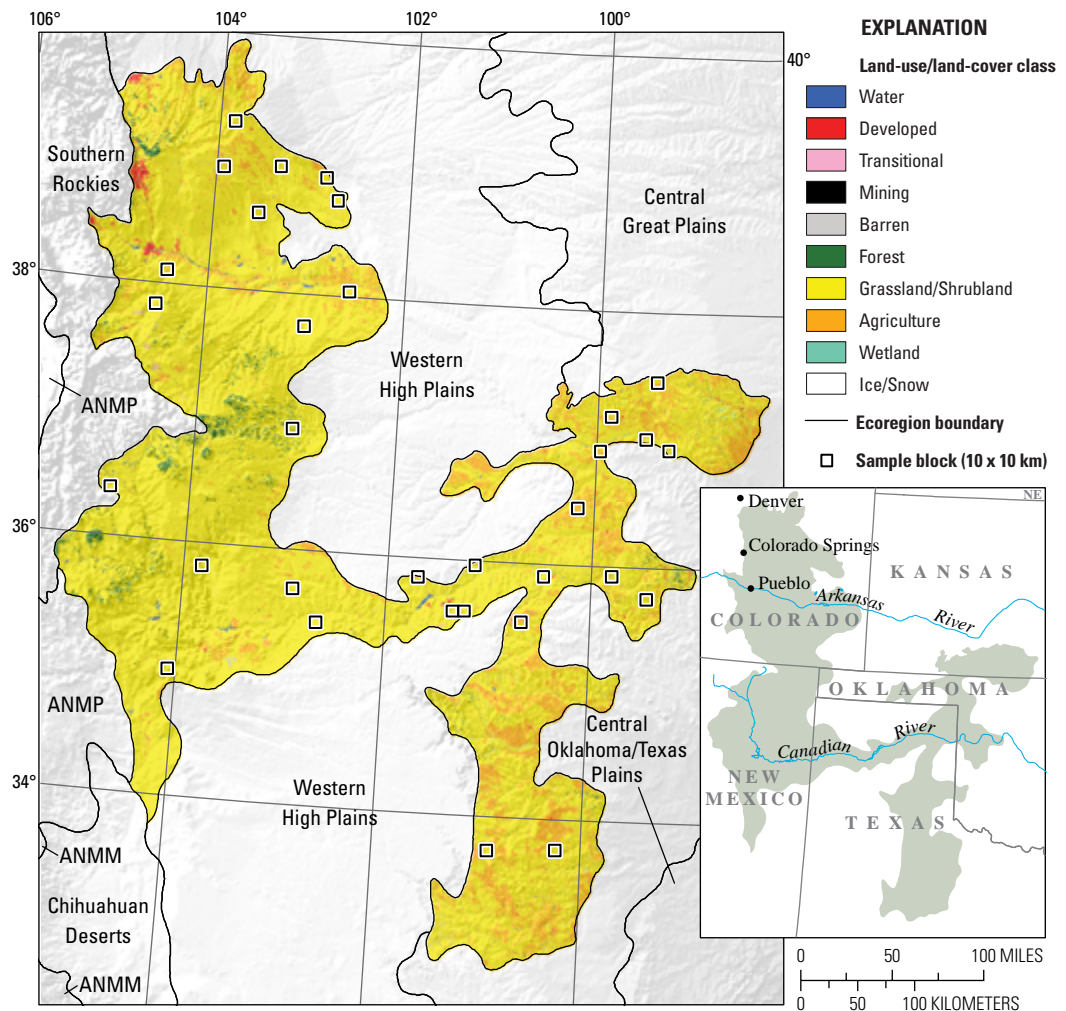 106°
104°
102°
100°
40°
38°
36°
34°
Southern
Rockies
Central
Great Plains
Western
High Plains
ANMP
ANMP
Central
Oklahoma/Texas
Plains
Western
High Plains
ANMM
Chihuahuan
Deserts
ANMM
EXPLANATION
Land-use/land-cover class
Water
Developed
Transitional
Mining
Barren
Forest
Grassland/Shrubland
Agriculture
Wetland
Ice/Snow
Ecoregion boundary
Sample block (10 x 10 km)
NE
Denver
Colorado Springs
Pueblo
KANSAS
Arkansas
River
COLORADO
OKLAHOMA
River
Canadian
NEW
MEXICO
TEXAS
0 50 100 MILES
0 50 100 KILOMETERS